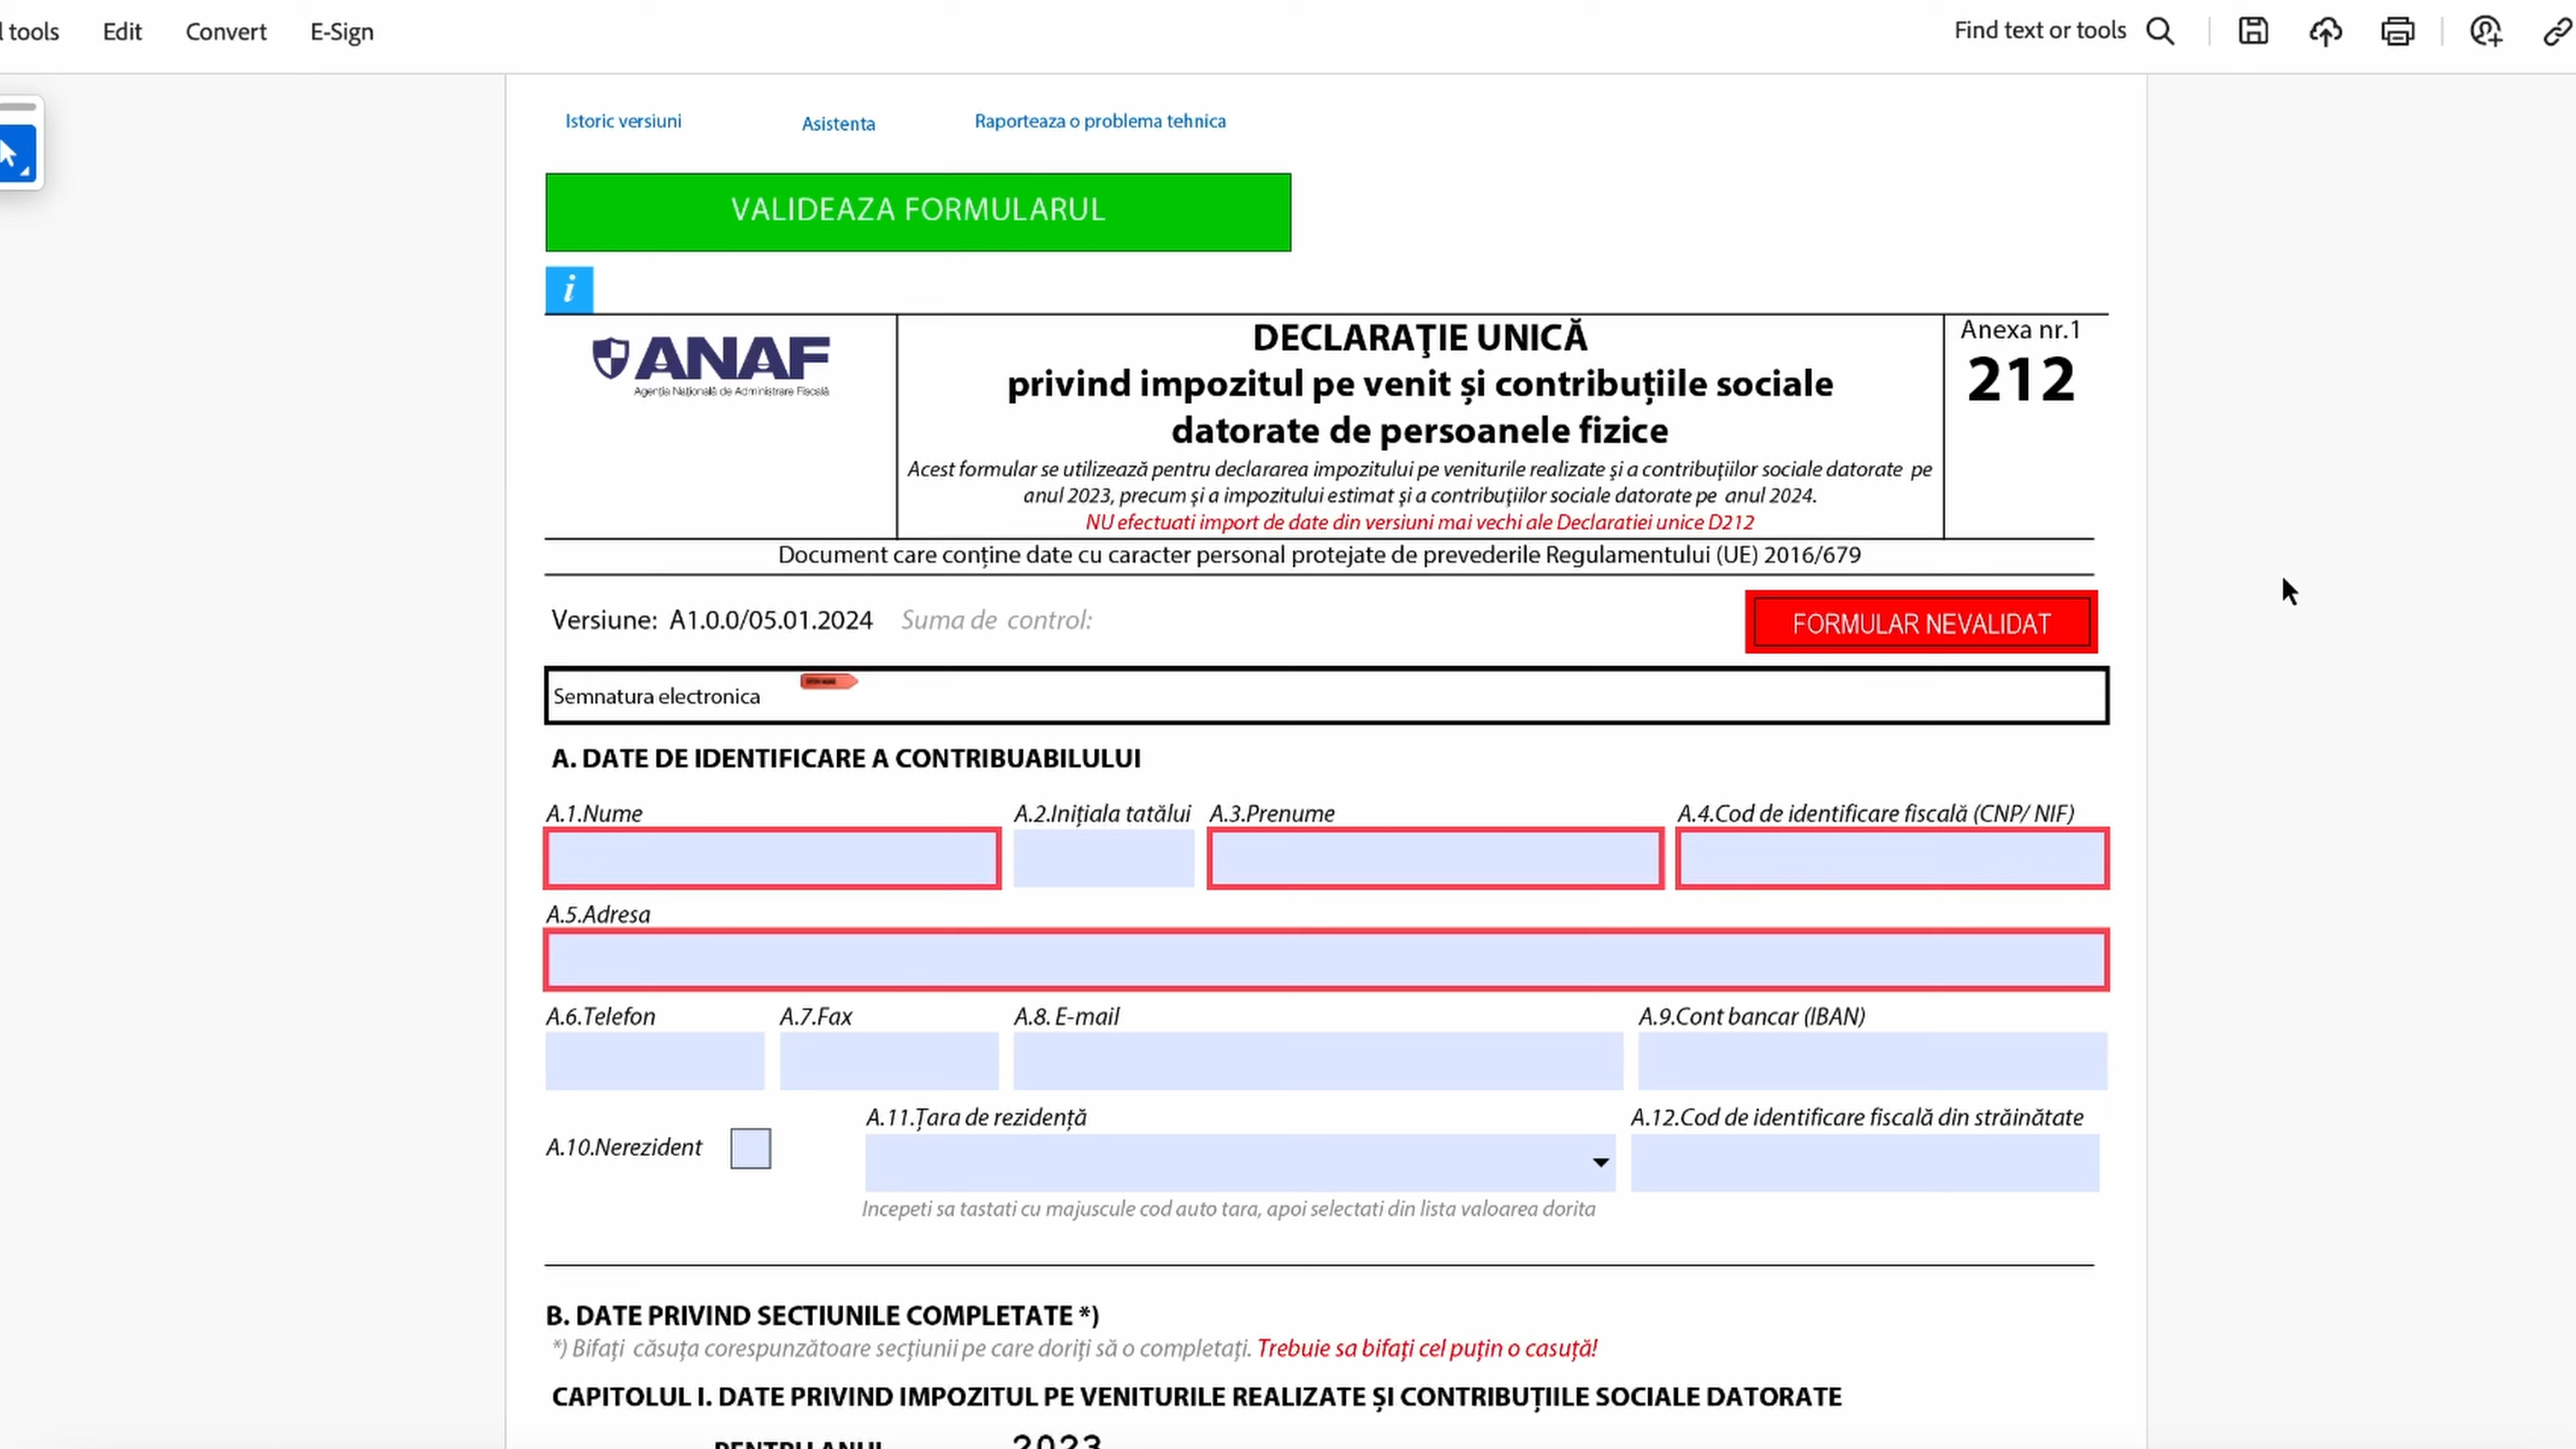 tools Edit Convert E-Sign Find text or tools
Istoric versiuni Asistenta Raporteaza o problema tehnica
VALIDEAZA FORMULARUL
i
ANAF
Agenția Națională de Administrare Fiscală
DECLARAŢIE UNICĂ
privind impozitul pe venit și contribuțiile sociale
datorate de persoanele fizice
Acest formular se utilizează pentru declararea impozitului pe veniturile realizate şi a contribuţiilor sociale datorate pe
anul 2023, precum şi a impozitului estimat şi a contribuţiilor sociale datorate pe anul 2024.
NU efectuati import de date din versiuni mai vechi ale Declaratiei unice D212
Anexa nr.1
212
Document care conține date cu caracter personal protejate de prevederile Regulamentului (UE) 2016/679
Versiune: A1.0.0/05.01.2024 Suma de control:
FORMULAR NEVALIDAT
Semnatura electronica
A. DATE DE IDENTIFICARE A CONTRIBUABILULUI
A.1.Nume A.2.Inițiala tatălui A.3.Prenume A.4.Cod de identificare fiscală (CNP/ NIF)
A.5.Adresa
A.6.Telefon A.7.Fax A.8. E-mail A.9.Cont bancar (IBAN)
A.10.Nerezident A.11.Țara de rezidență A.12.Cod de identificare fiscală din străinătate
Incepeti sa tastati cu majuscule cod auto tara, apoi selectati din lista valoarea dorita
B. DATE PRIVIND SECTIUNILE COMPLETATE *)
*) Bifați căsuța corespunzătoare secțiunii pe care doriți să o completați. Trebuie sa bifați cel puțin o casuță!
CAPITOLUL I. DATE PRIVIND IMPOZITUL PE VENITURILE REALIZATE ȘI CONTRIBUȚIILE SOCIALE DATORATE
PENTRU ANUL 2023